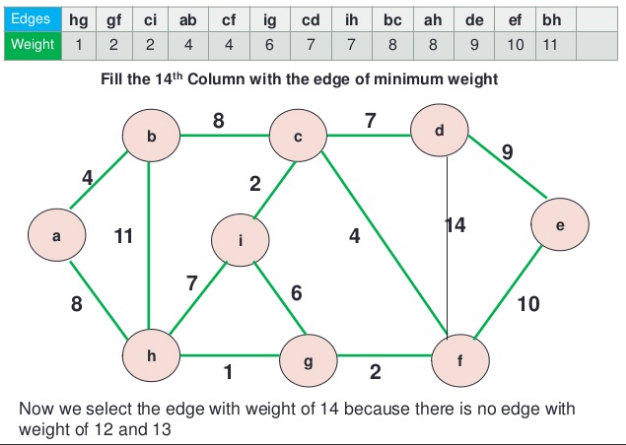 Edges hg gf ci ab cf ig cd ih bc ah de ef bh
Weight 1 2 2 4 4 6 7 7 8 8 9 10 11
Fill the 14th Column with the edge of minimum weight
8 7
b c d
4 9
2
a 11 i 4 14 e
7 6
8 10
h g f
1 2
Now we select the edge with weight of 14 because there is no edge with
weight of 12 and 13